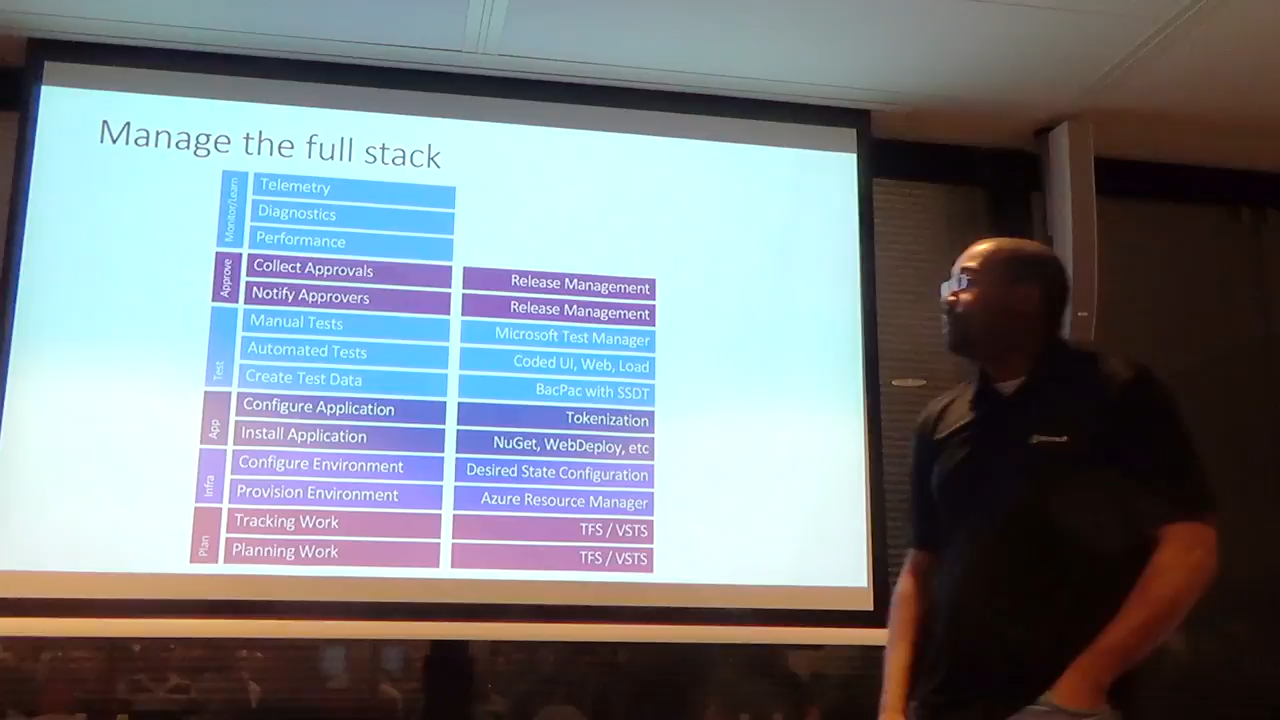 Manage the full stack
Monitor/Learn
Telemetry
Diagnostics
Performance
Approve
Collect Approvals
Release Management
Notify Approvers
Release Management
Test
Manual Tests
Microsoft Test Manager
Automated Tests
Coded UI, Web, Load
Create Test Data
BacPac with SSDT
App
Configure Application
Tokenization
Install Application
NuGet, WebDeploy, etc
Infra
Configure Environment
Desired State Configuration
Provision Environment
Azure Resource Manager
Plan
Tracking Work
TFS / VSTS
Planning Work
TFS / VSTS